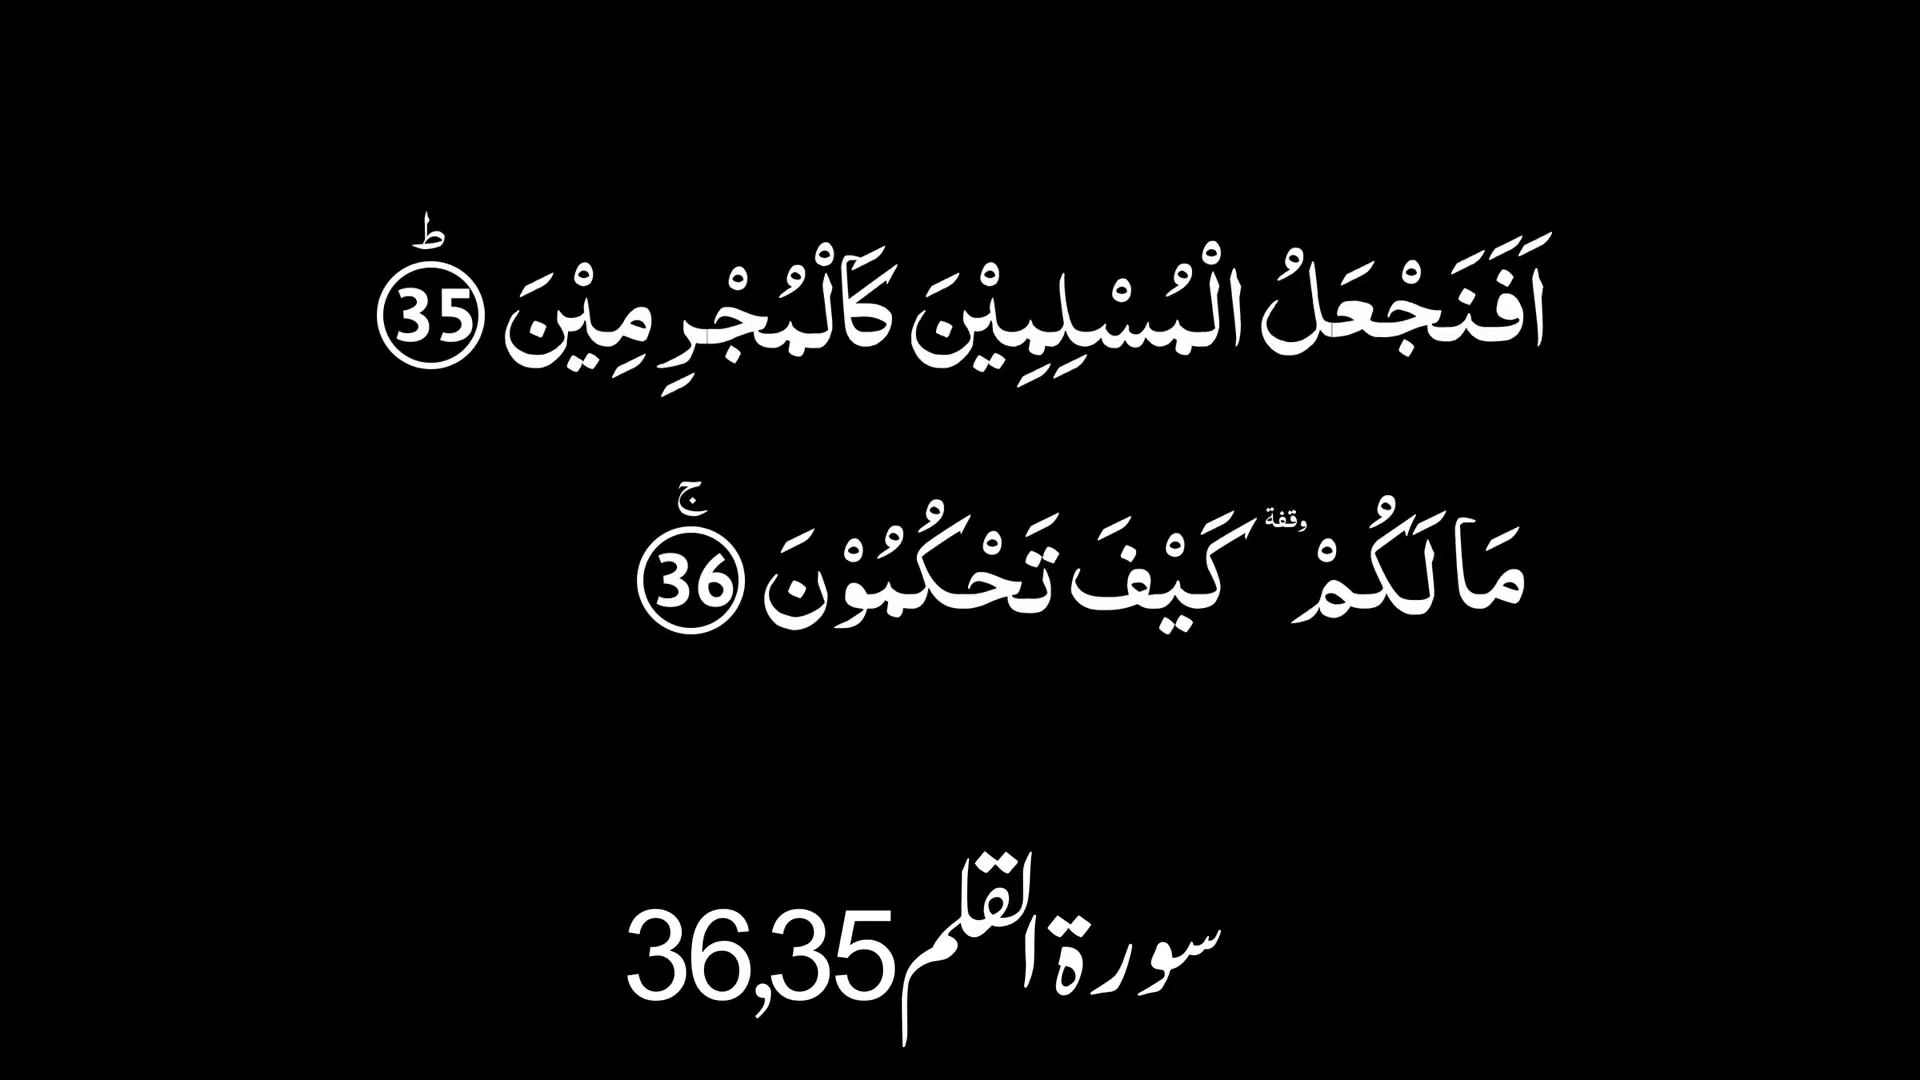 اَفَنَجْعَلُ الْمُسْلِمِيْنَ كَالْمُجْرِمِيْنَ 35 ؕ
مَا لَكُمْ وقفة كَيْفَ تَحْكُمُوْنَ 36 ۚ
سورة القلم 36,35